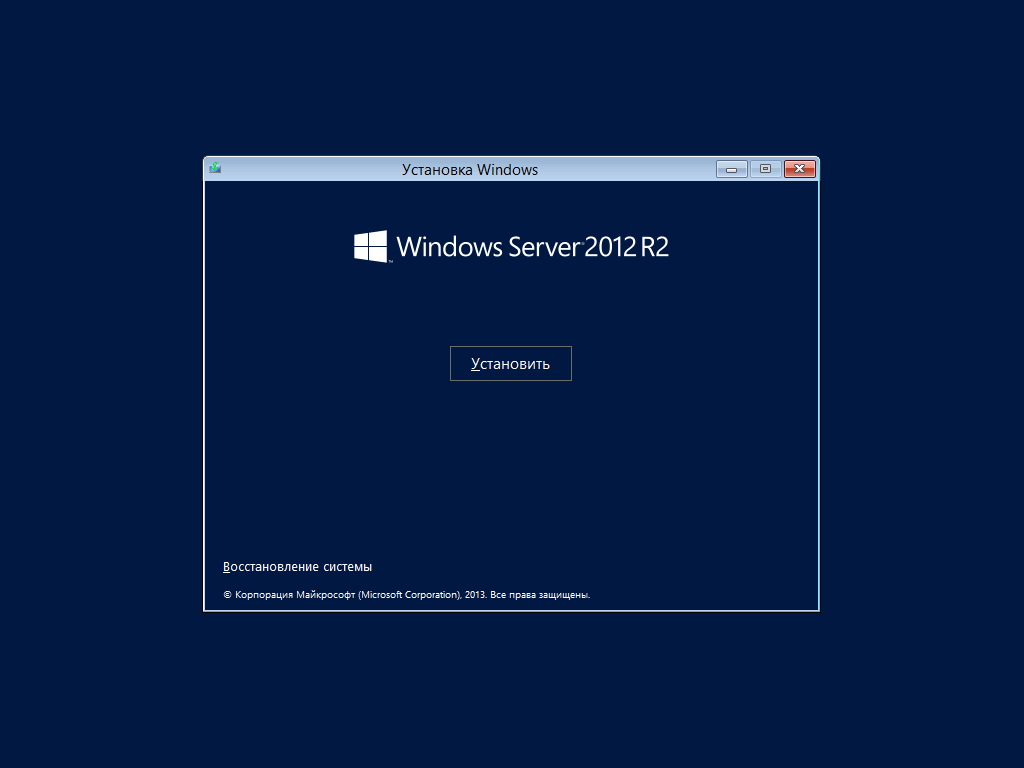 Установка Windows
Windows Server 2012 R2
Установить
Восстановление системы
© Корпорация Майкрософт (Microsoft Corporation), 2013. Все права защищены.